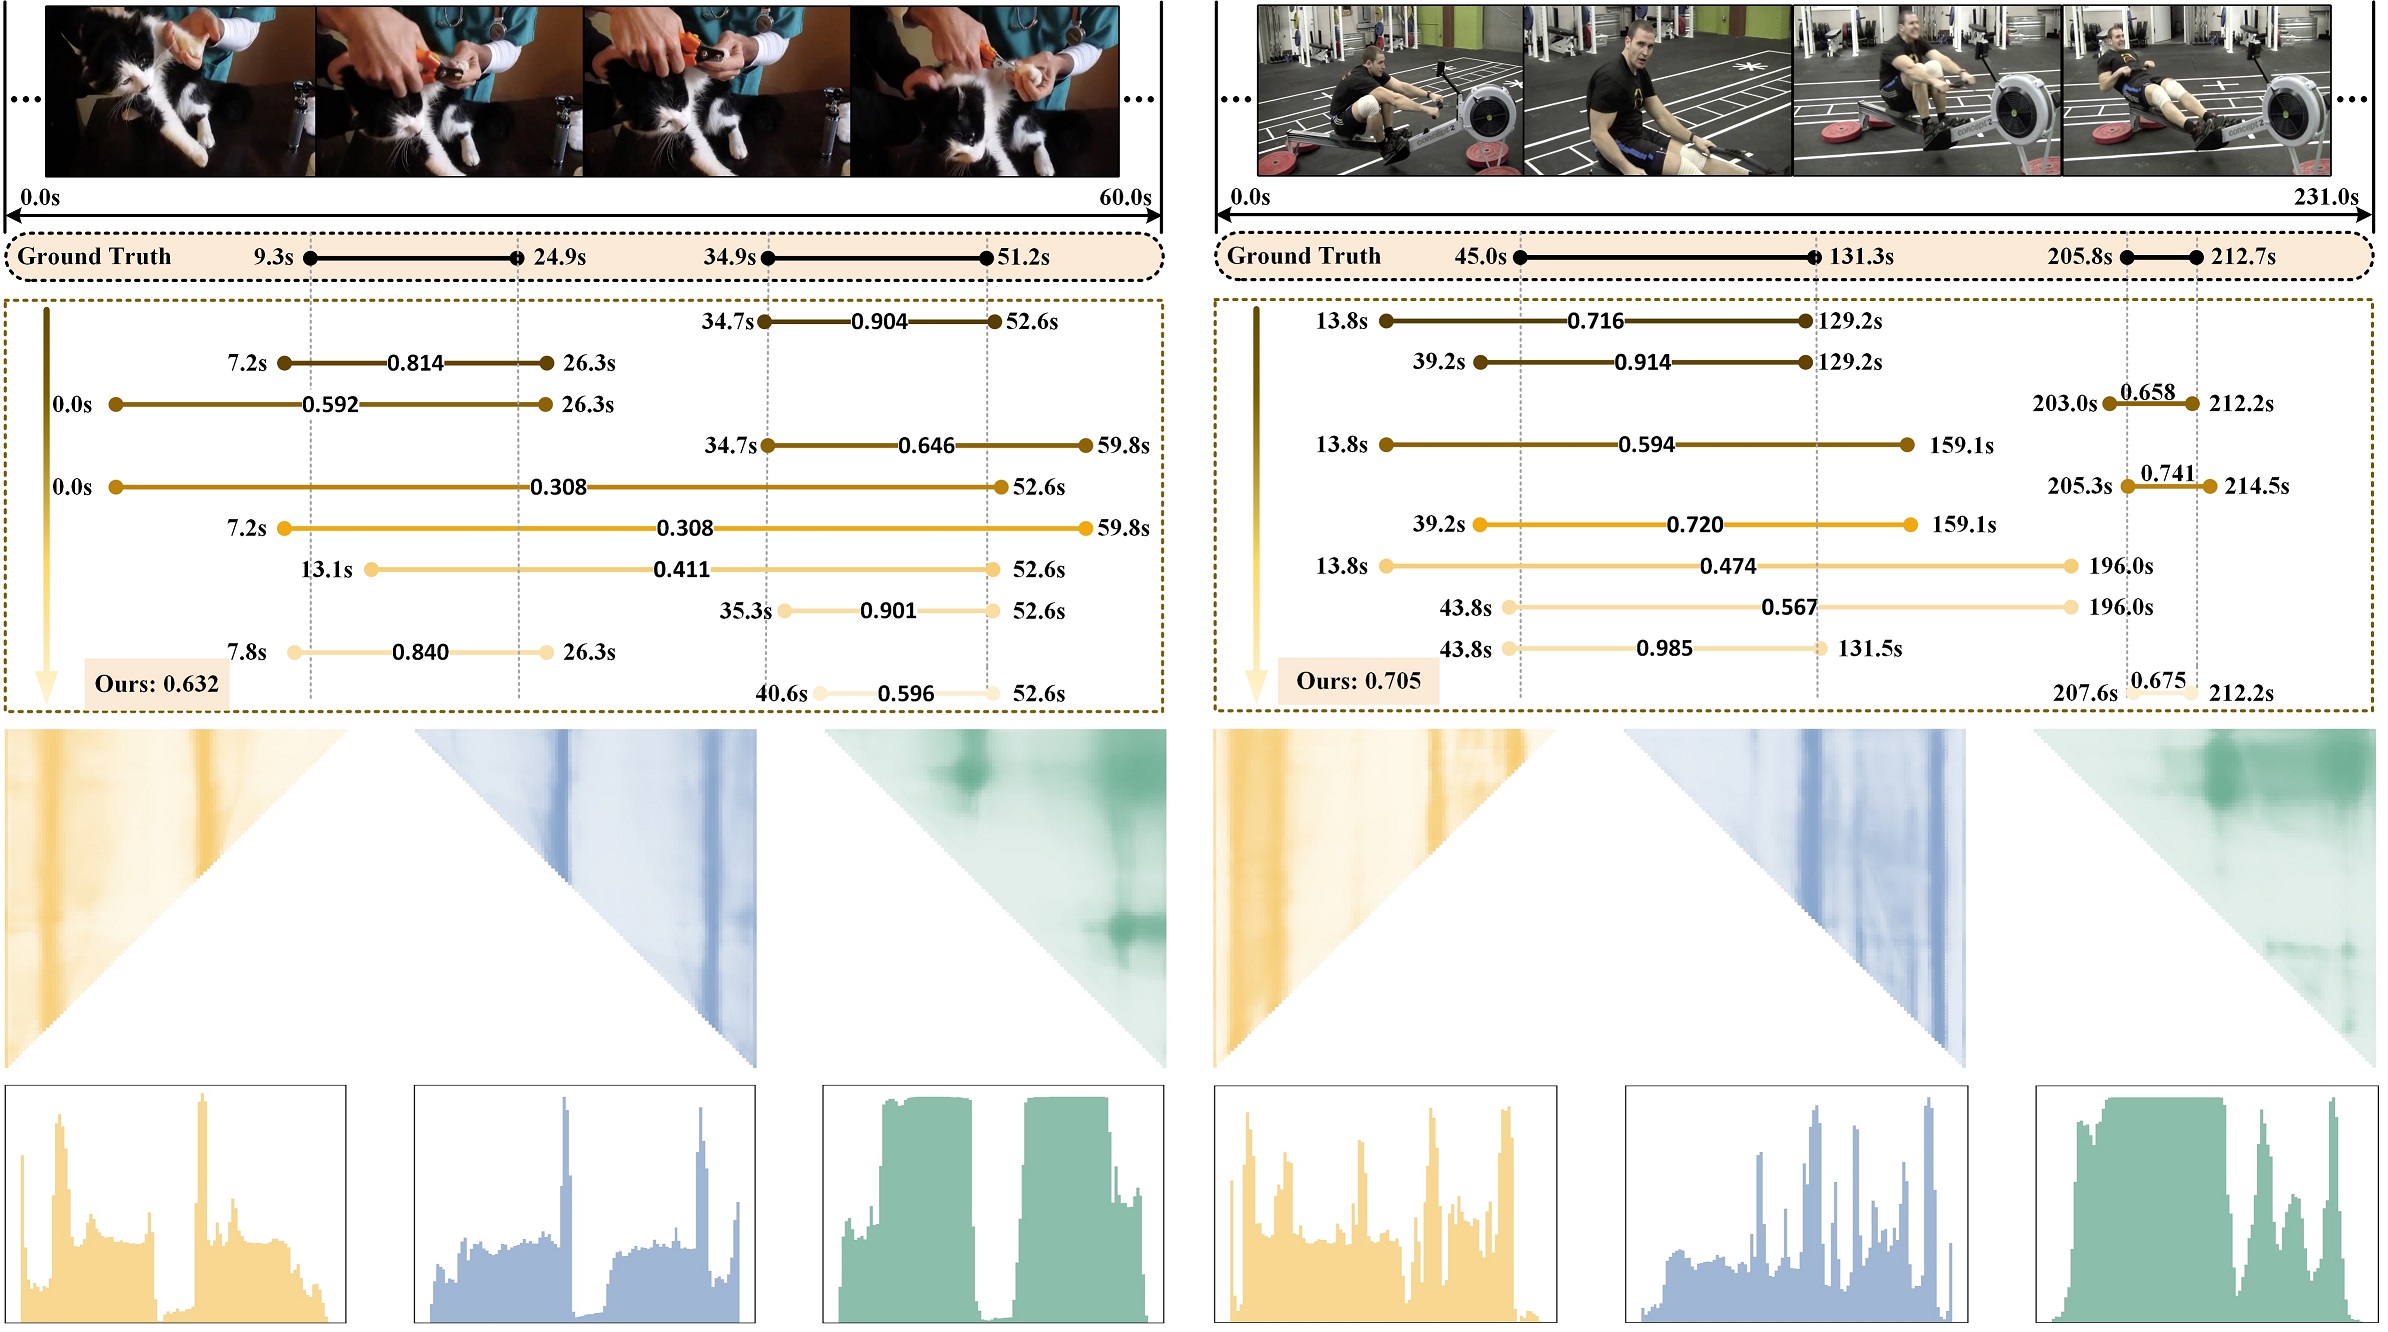 0.0s 60.0s
Ground Truth 9.3s 24.9s 34.9s 51.2s
34.7s 0.904 52.6s
7.2s 0.814 26.3s
0.0s 0.592 26.3s
34.7s 0.646 59.8s
0.0s 0.308 52.6s
7.2s 0.308 59.8s
13.1s 0.411 52.6s
35.3s 0.901 52.6s
7.8s 0.840 26.3s
Ours: 0.632
40.6s 0.596 52.6s
concept 2
concept 2
concept 2
0.0s 231.0s
Ground Truth 45.0s 131.3s 205.8s 212.7s
13.8s 0.716 129.2s
39.2s 0.914 129.2s
203.0s 0.658 212.2s
13.8s 0.594 159.1s
205.3s 0.741 214.5s
39.2s 0.720 159.1s
13.8s 0.474 196.0s
43.8s 0.567 196.0s
43.8s 0.985 131.5s
Ours: 0.705
207.6s 0.675 212.2s